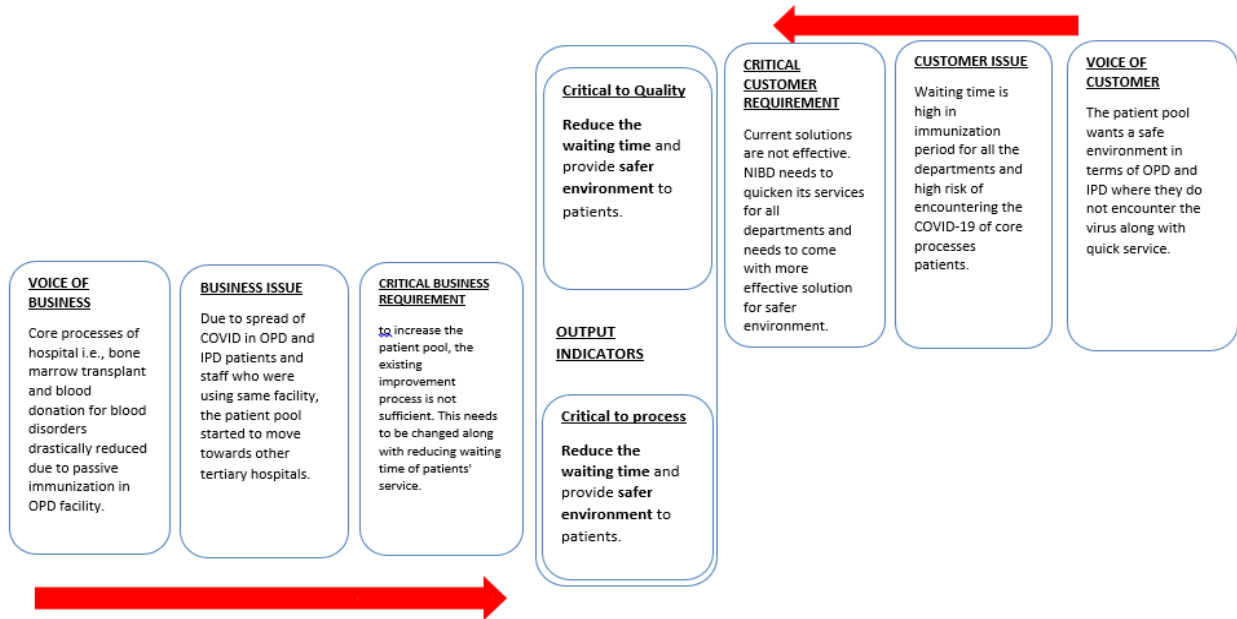 VOICE OF
BUSINESS
Core processes of
hospital i.e., bone
marrow transplant
and blood
donation for blood
disorders
drastically reduced
due to passive
immunization in
OPD facility.
BUSINESS ISSUE
Due to spread of
COVID in OPD and
IPD patients and
staff who were
using same facility,
the patient pool
started to move
towards other
tertiary hospitals.
CRITICAL BUSINESS
REQUIREMENT
to increase the
patient pool, the
existing
improvement
process is not
sufficient. This needs
to be changed along
with reducing waiting
time of patients'
service.
Critical to Quality
Reduce the
waiting time and
provide safer
environment to
patients.
OUTPUT
INDICATORS
Critical to process
Reduce the
waiting time and
provide safer
environment to
patients.
CRITICAL
CUSTOMER
REQUIREMENT
Current solutions
are not effective.
NIBD needs to
quicken its services
for all
departments and
needs to come
with more
effective solution
for safer
environment.
CUSTOMER ISSUE
Waiting time is
high in
immunization
period for all the
departments and
high risk of
encountering the
COVID-19 of core
processes
patients.
VOICE OF
CUSTOMER
The patient pool
wants a safe
environment in
terms of OPD and
IPD where they do
not encounter the
virus along with
quick service.